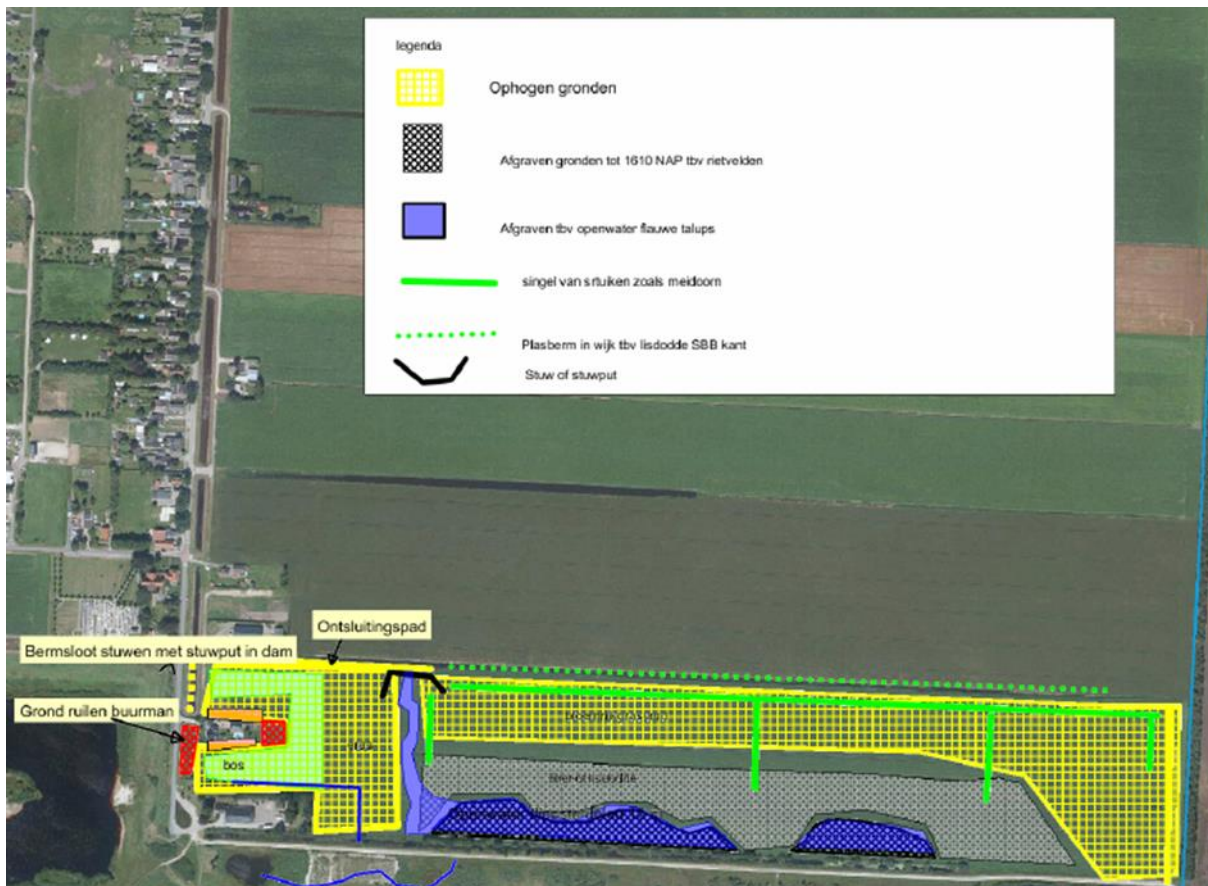 legenda
Ophogen gronden
Afgraven gronden tot 1610 NAP tbv rietvelden
Afgraven tbv openwater flauwe talups
singel van srtuiken zoals meidoorn
Plasberm in wijk tbv lisdodde SBB kant
Stuw of stuwput
Ontsluitingspad
Bermsloot stuwen met stuwput in dam
Grond ruilen buurman
bos